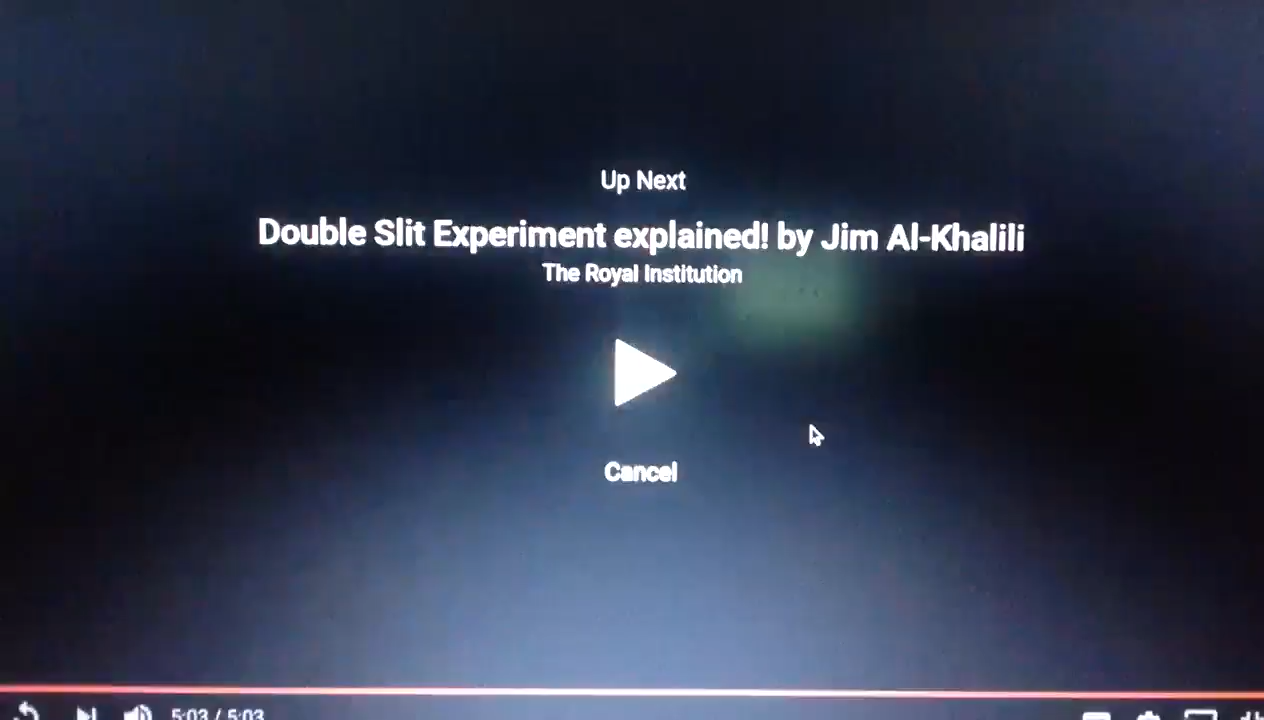 Up Next
Double Slit Experiment explained! by Jim Al-Khalili
The Royal Institution
Cancel
5:03 / 5:03